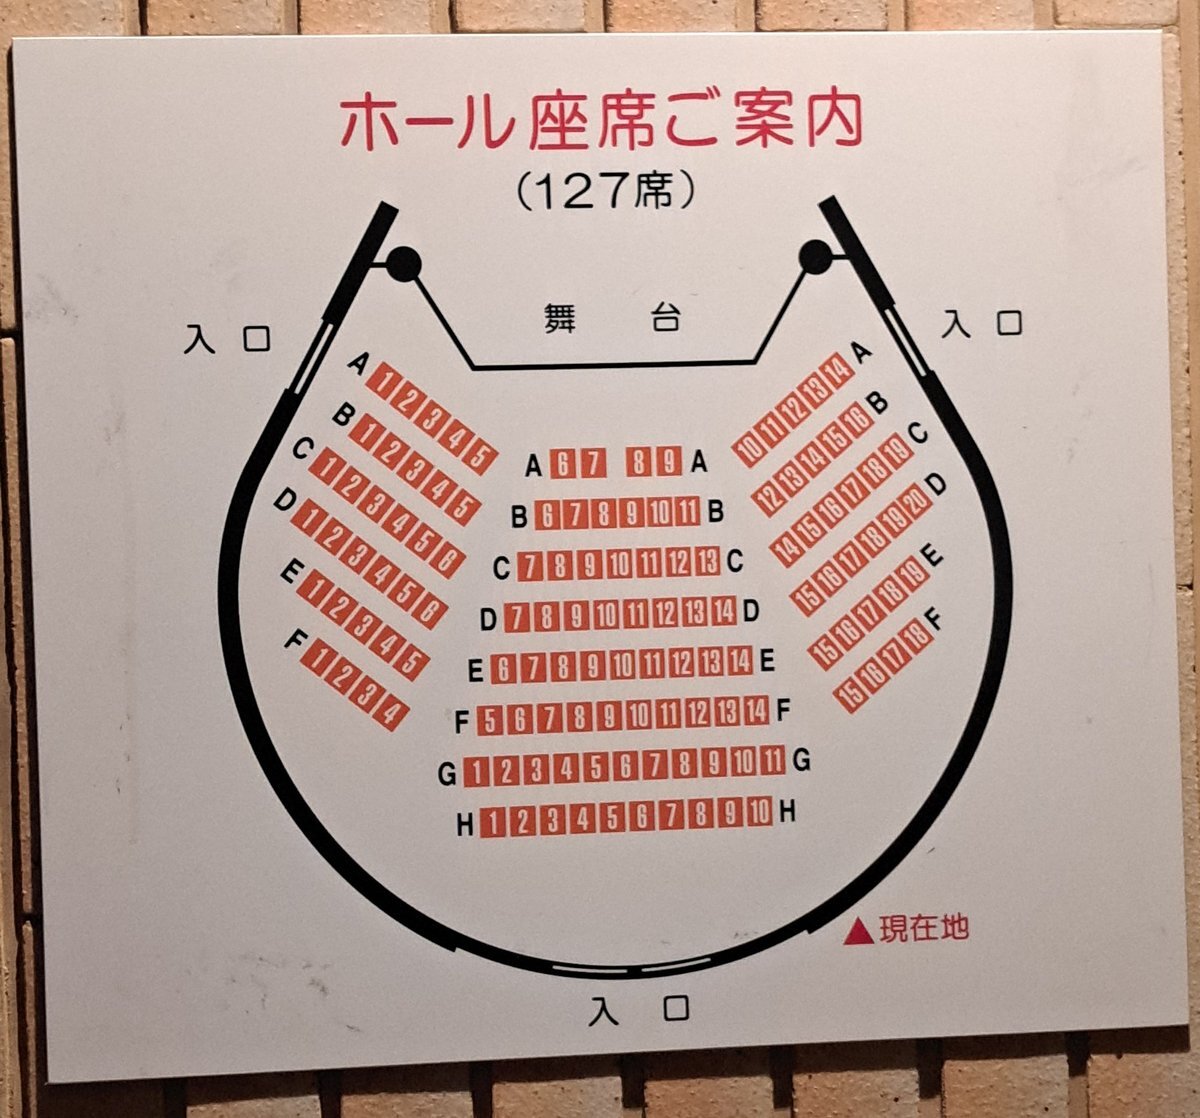 ホール座席ご案内
(127席)
舞 台
入 口
入 口
A 1 2 3 4 5
B 1 2 3 4 5
C 1 2 3 4 5 6
D 1 2 3 4 5 6
E 1 2 3 4 5
F 1 2 3 4
A 6 7 8 9 A
B 6 7 8 9 10 11 B
C 7 8 9 10 11 12 13 C
D 7 8 9 10 11 12 13 14 D
E 6 7 8 9 10 11 12 13 14 E
F 5 6 7 8 9 10 11 12 13 14 F
G 1 2 3 4 5 6 7 8 9 10 11 G
H 1 2 3 4 5 6 7 8 9 10 H
10 11 12 13 14 A
12 13 14 15 16 B
14 15 16 17 18 19 C
15 16 17 18 19 20 D
15 16 17 18 19 E
15 16 17 18 F
▲現在地
入 口